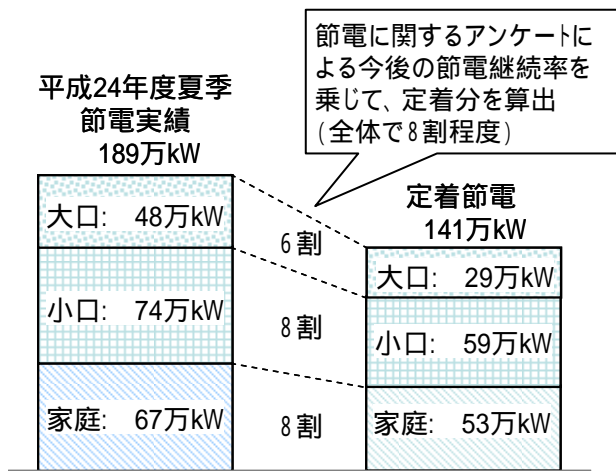 節電に関するアンケートに
よる今後の節電継続率を
乗じて、定着分を算出
(全体で8割程度)
平成24年度夏季
節電実績
189万kW
定着節電
141万kW
大口: 48万kW
6割
大口: 29万kW
小口: 74万kW
8割
小口: 59万kW
家庭: 67万kW
8割
家庭: 53万kW